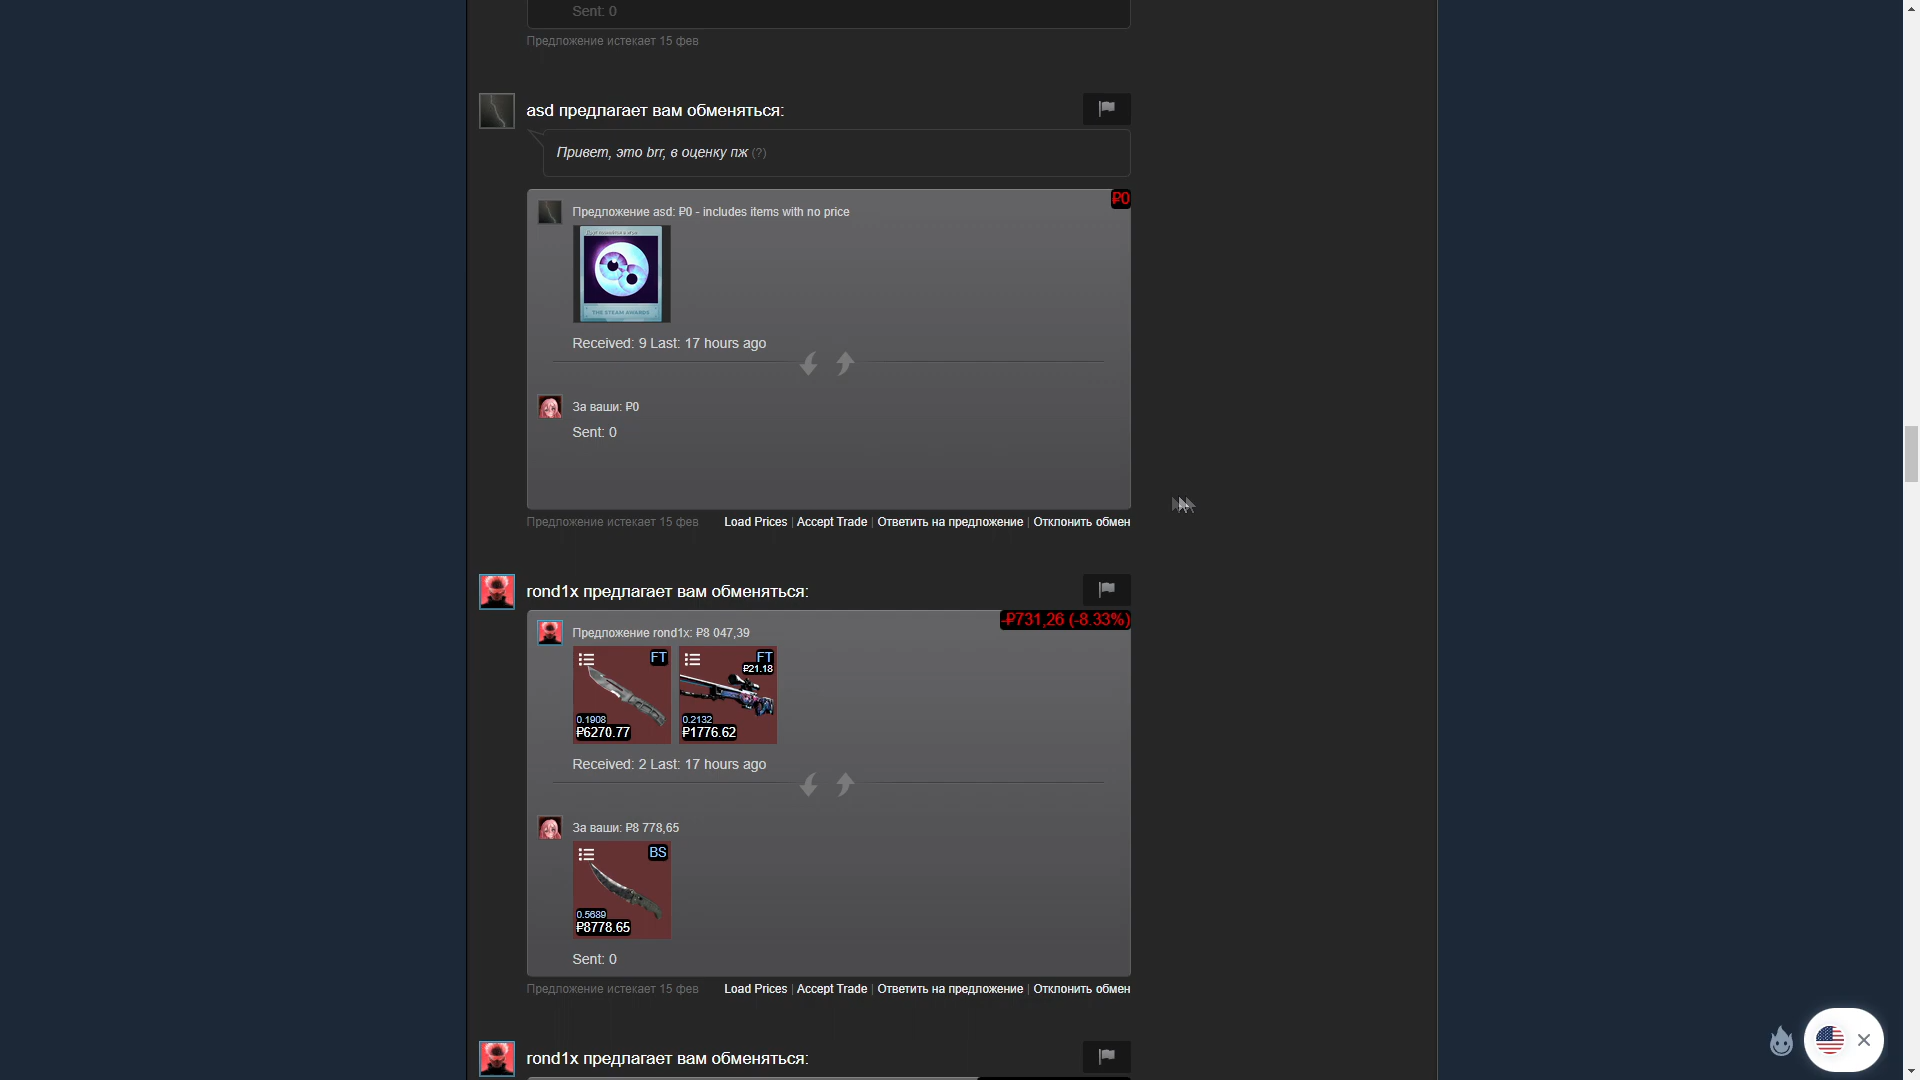 Sent: 0
Предложение истекает 15 фев
asd предлагает вам обменяться:
Привет, это brr, в оценку пж (?)
₽0
Предложение asd: ₽0 - includes items with no price
THE STEAM AWARDS
Received: 9 Last: 17 hours ago
За ваши: ₽0
Sent: 0
Предложение истекает 15 фев Load Prices | Accept Trade | Ответить на предложение | Отклонить обмен
rond1x предлагает вам обменяться:
-₽731,26 (-8.33%)
Предложение rond1x: ₽8 047,39
FT
0.1908
₽6270.77
FT
₽21.18
0.2132
₽1776.62
Received: 2 Last: 17 hours ago
За ваши: ₽8 778,65
BS
0.5689
₽8778.65
Sent: 0
Предложение истекает 15 фев Load Prices | Accept Trade | Ответить на предложение | Отклонить обмен
rond1x предлагает вам обменяться: